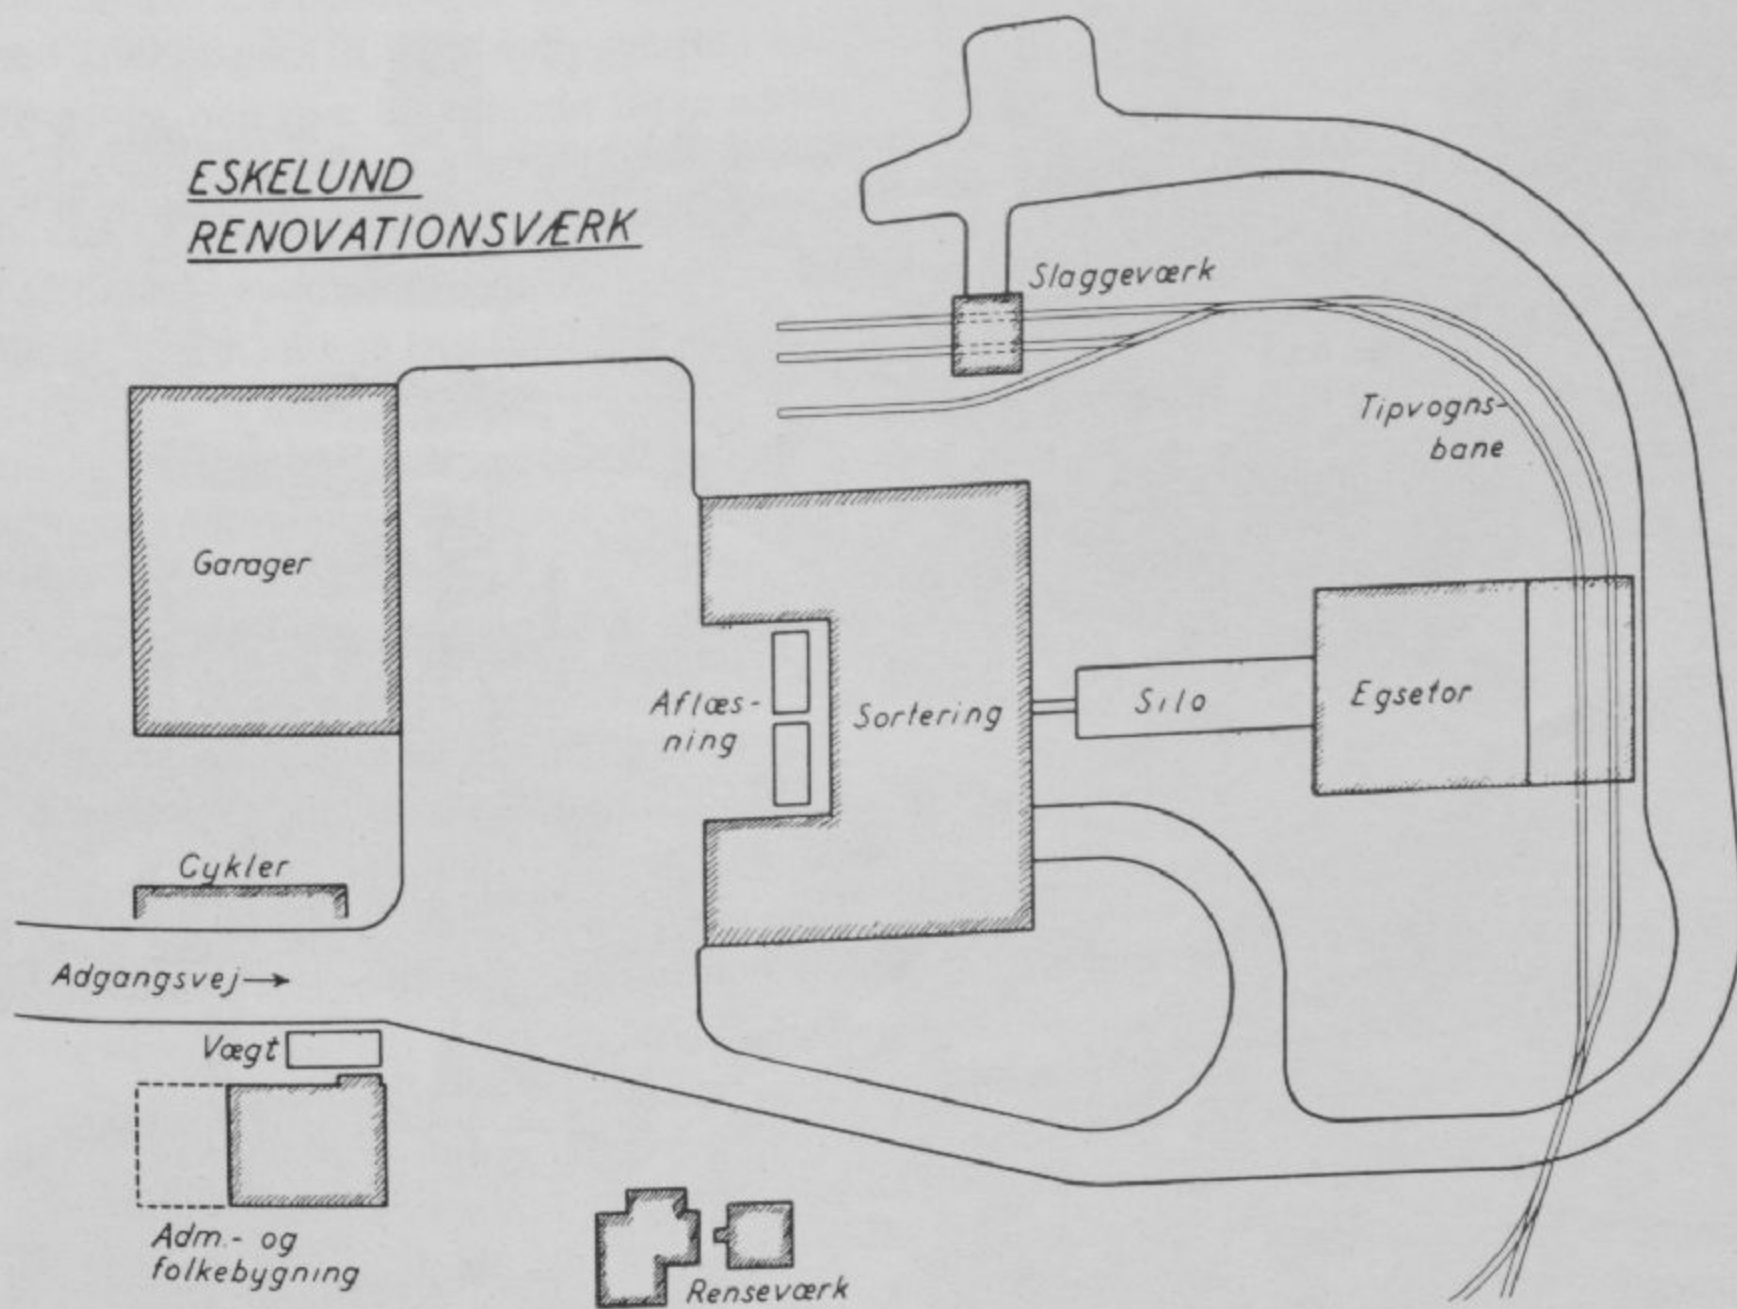 ESKELUND
RENOVATIONSVÆRK
Slaggeværk
Tipvogns-
bane
Garager
Aflæs-
ning
Sortering
Silo
Egsetor
Cykler
Adgangsvej→
Vægt
Adm.- og
folkebygning
Renseværk